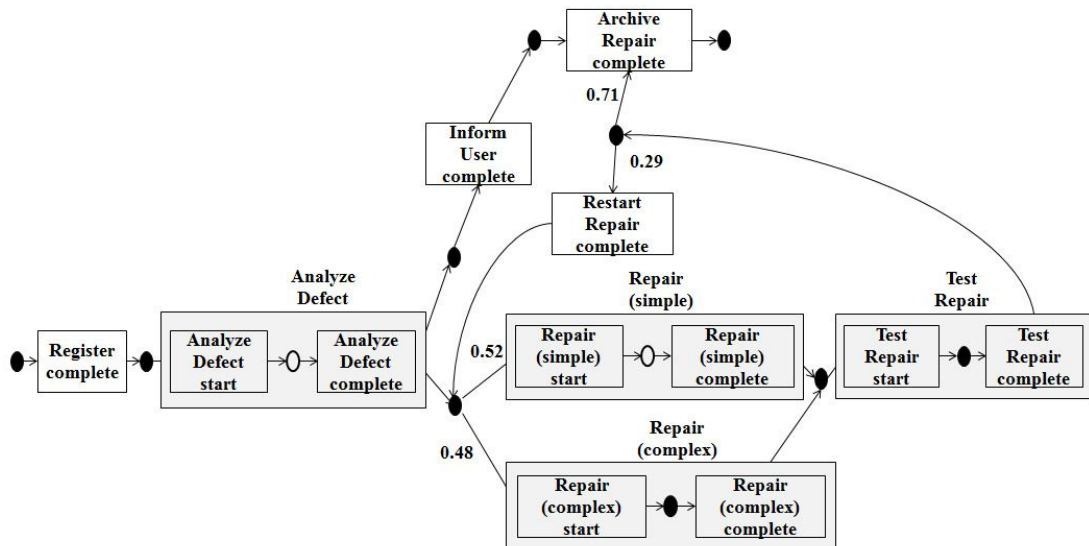 Archive
Repair
complete
0.71
Inform
User
complete
0.29
Restart
Repair
complete
Analyze
Defect
Repair
(simple)
Test
Repair
Register
complete
Analyze
Defect
start
Analyze
Defect
complete
0.52
Repair
(simple)
start
Repair
(simple)
complete
Test
Repair
start
Test
Repair
complete
0.48
Repair
(complex)
Repair
(complex)
start
Repair
(complex)
complete